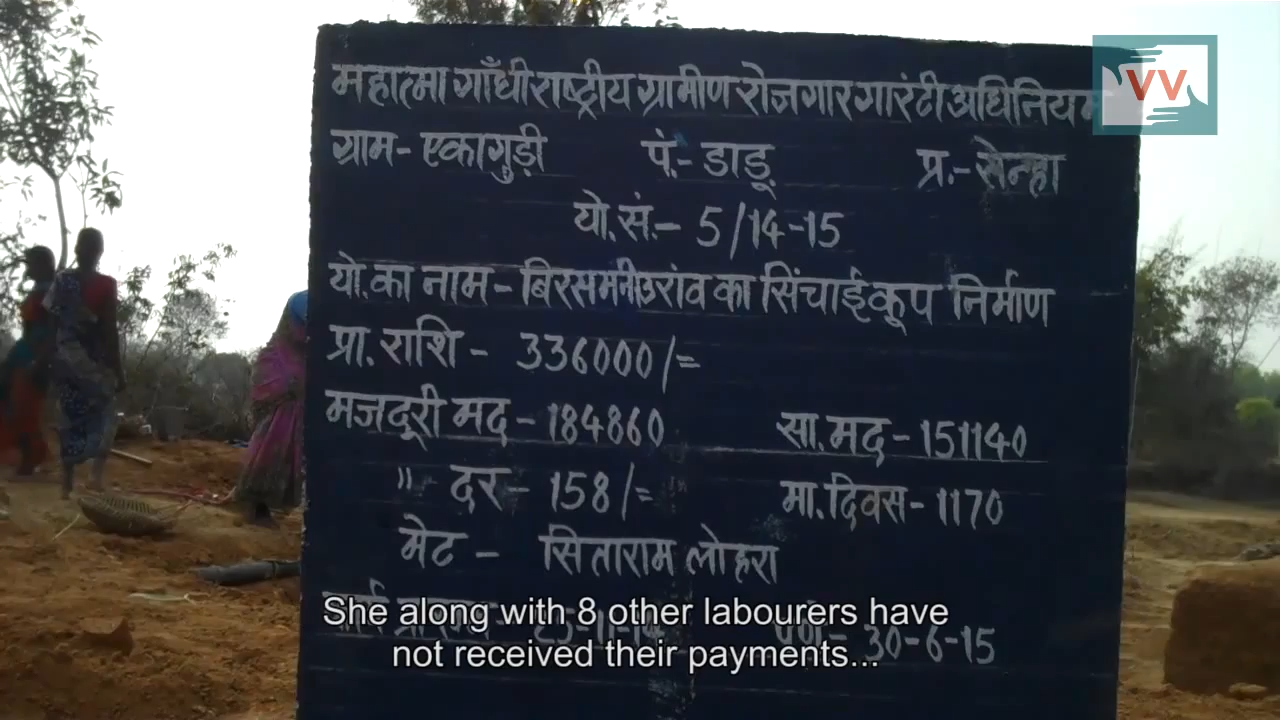 महात्मा गाँधी राष्ट्रीय ग्रामीण रोजगार गारंटी अधिनियम
VV
ग्राम- एकागुड़ी पं.- डाडू प्र.- सेन्हा
यो.सं.- 5/14-15
यो. का नाम- बिरसमनी उरांव का सिंचाई कूप निर्माण
प्रा. राशि - 336000/=
मजदूरी मद - 184860 सा. मद - 151140
" दर - 158/= मा. दिवस - 1170
मेट - सिताराम लोहरा
30-6-15
She along with 8 other labourers have
not received their payments...